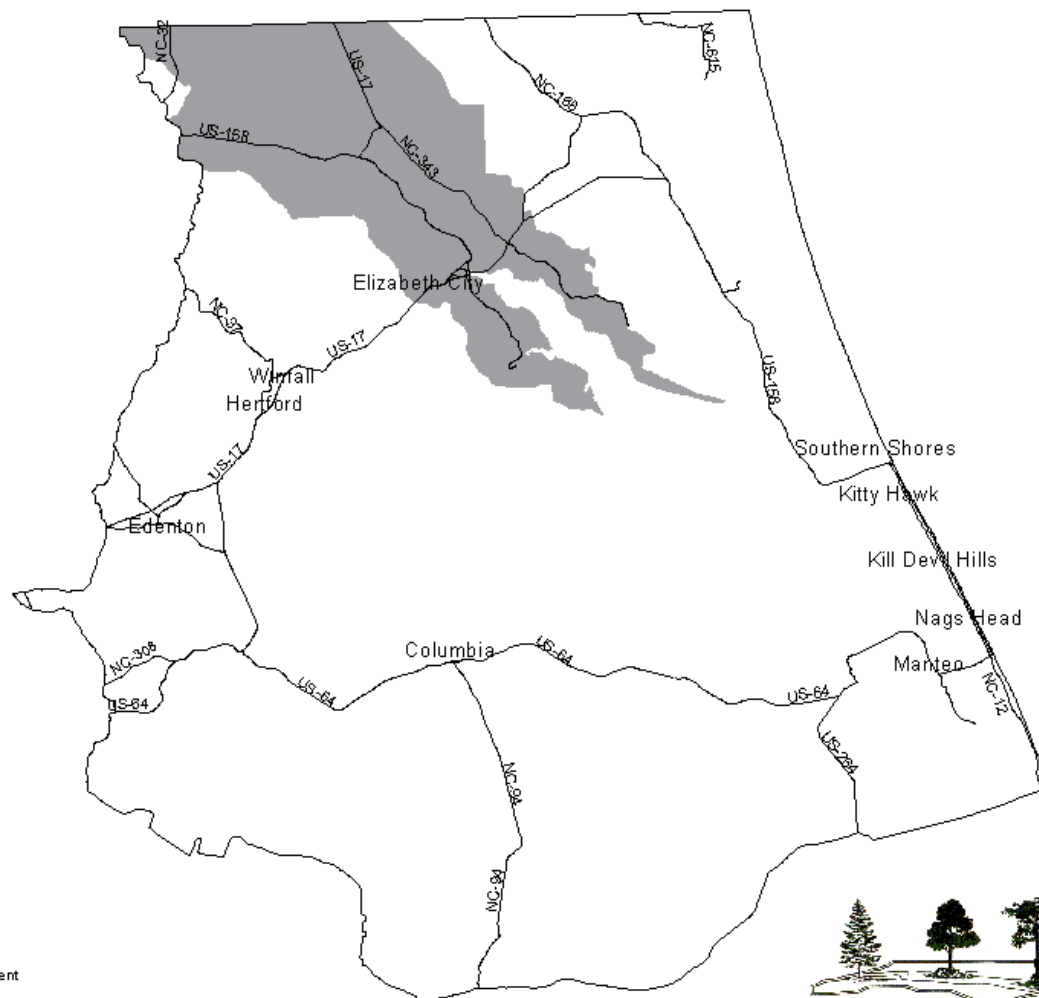 NC-32
US-17
NC-615
NC-168
US-158
NC-343
Elizabeth City
NC-37
US-17
Winfall
Hertford
US-158
US-17
Southern Shores
Kitty Hawk
Edenton
Kill Devil Hills
Nags Head
Columbia
US-64
Manteo
NC-308
US-64
US-64
NC-12
US-64
US-264
NC-94
NC-94
ent